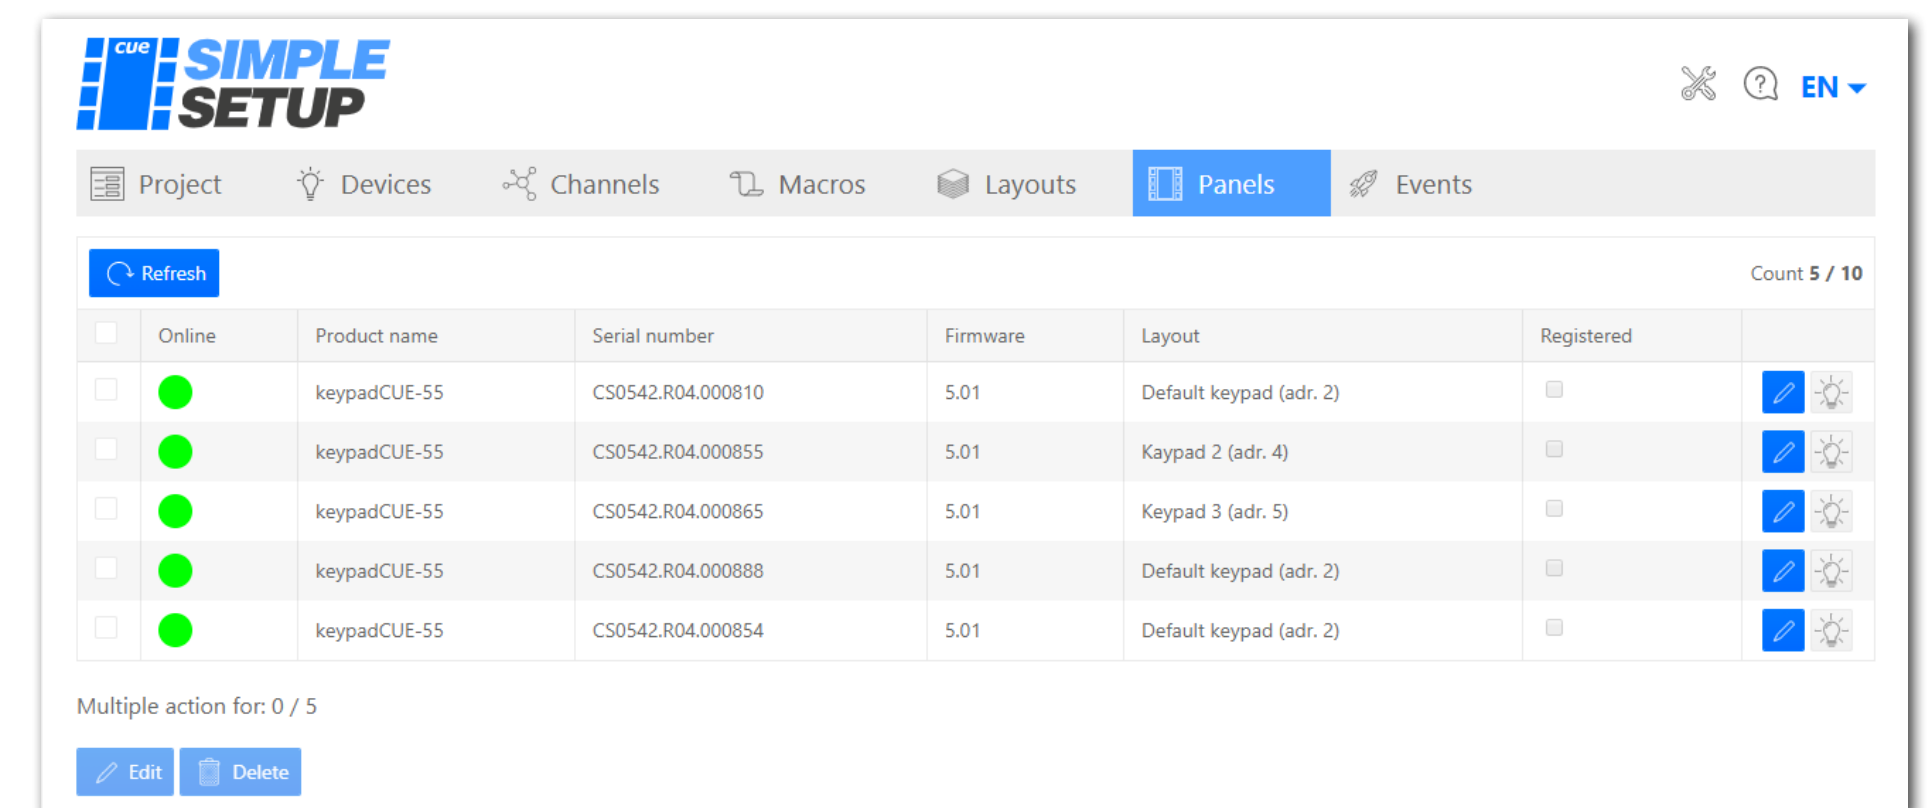 cue SIMPLE
SETUP
EN
Project Devices Channels Macros Layouts Panels Events
Refresh Count 5 / 10
Online Product name Serial number Firmware Layout Registered
keypadCUE-55 CS0542.R04.000810 5.01 Default keypad (adr. 2)
keypadCUE-55 CS0542.R04.000855 5.01 Kaypad 2 (adr. 4)
keypadCUE-55 CS0542.R04.000865 5.01 Keypad 3 (adr. 5)
keypadCUE-55 CS0542.R04.000888 5.01 Default keypad (adr. 2)
keypadCUE-55 CS0542.R04.000854 5.01 Default keypad (adr. 2)
Multiple action for: 0 / 5
Edit Delete